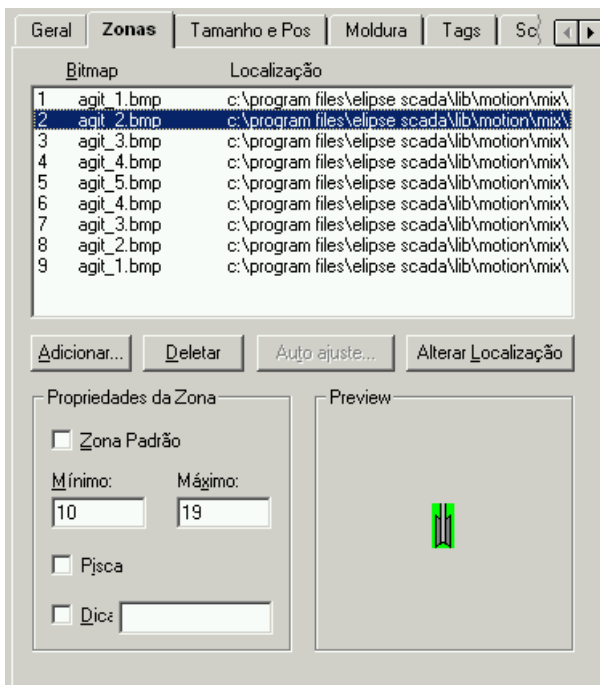 Geral Zonas Tamanho e Pos Moldura Tags Sc
Bitmap Localização
1 agit_1.bmp c:\program files\elipse scada\lib\motion\mix\
2 agit_2.bmp c:\program files\elipse scada\lib\motion\mix\
3 agit_3.bmp c:\program files\elipse scada\lib\motion\mix\
4 agit_4.bmp c:\program files\elipse scada\lib\motion\mix\
5 agit_5.bmp c:\program files\elipse scada\lib\motion\mix\
6 agit_4.bmp c:\program files\elipse scada\lib\motion\mix\
7 agit_3.bmp c:\program files\elipse scada\lib\motion\mix\
8 agit_2.bmp c:\program files\elipse scada\lib\motion\mix\
9 agit_1.bmp c:\program files\elipse scada\lib\motion\mix\
Adicionar... Deletar Auto ajuste... Alterar Localização
Propriedades da Zona Preview
Zona Padrão
Mínimo: Máximo:
10 19
Pisca
Dica